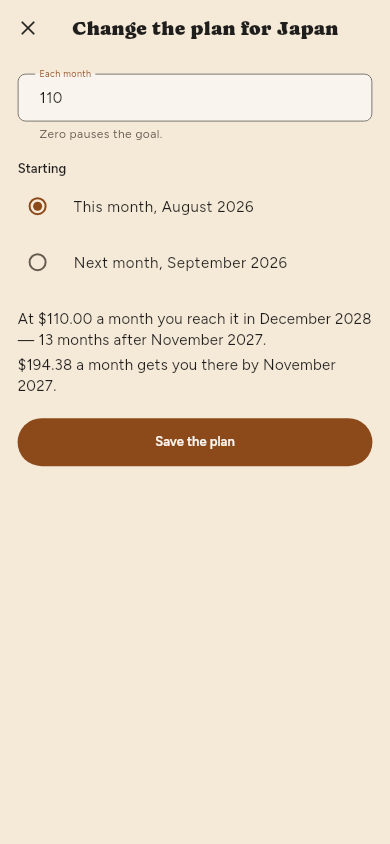 Change the plan for Japan
Each month
110
Zero pauses the goal.
Starting
This month, August 2026
Next month, September 2026
At $110.00 a month you reach it in December 2028
— 13 months after November 2027.
$194.38 a month gets you there by November
2027.
Save the plan